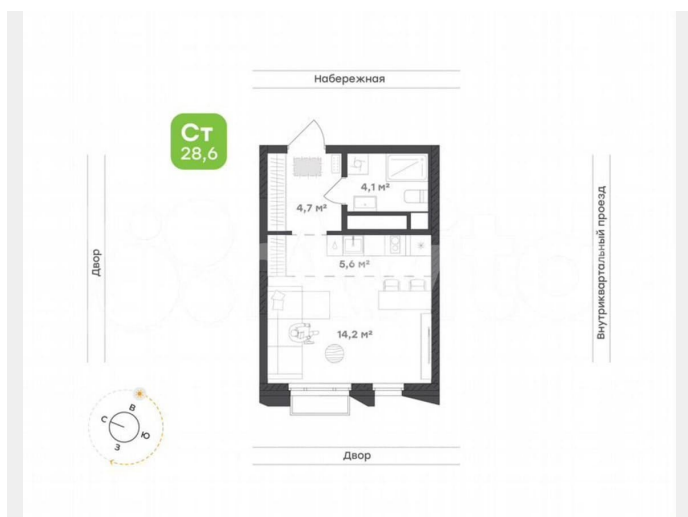 Набережная
Ст
28,6
4,1 м²
4,7 м²
5,6 м²
14,2 м²
Двор
Внутриквартальный проезд
В
С
Ю
З
Двор